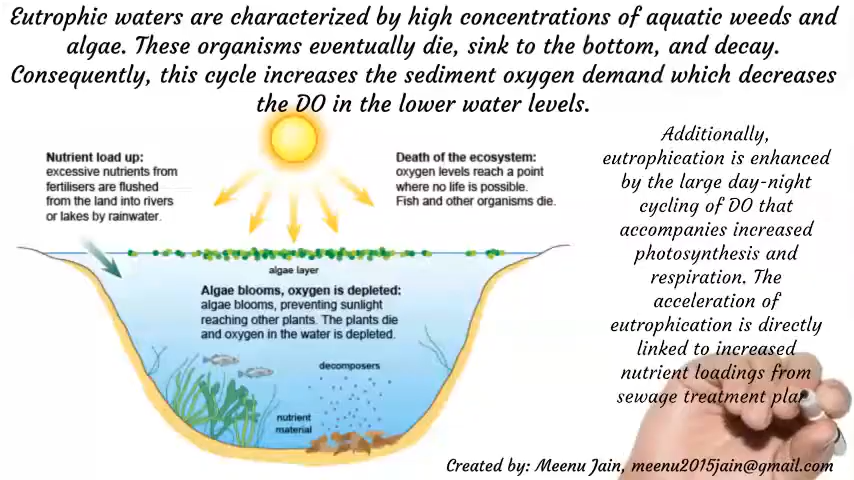 Eutrophic waters are characterized by high concentrations of aquatic weeds and
algae. These organisms eventually die, sink to the bottom, and decay.
Consequently, this cycle increases the sediment oxygen demand which decreases
the DO in the lower water levels.
Nutrient load up:
excessive nutrients from
fertilisers are flushed
from the land into rivers
or lakes by rainwater.
Death of the ecosystem:
oxygen levels reach a point
where no life is possible.
Fish and other organisms die.
algae layer
Algae blooms, oxygen is depleted:
algae blooms, preventing sunlight
reaching other plants. The plants die
and oxygen in the water is depleted.
decomposers
nutrient
material
Additionally,
eutrophication is enhanced
by the large day-night
cycling of DO that
accompanies increased
photosynthesis and
respiration. The
acceleration of
eutrophication is directly
linked to increased
nutrient loadings from
sewage treatment
Created by: Meenu Jain, meenu2015jain@gmail.com